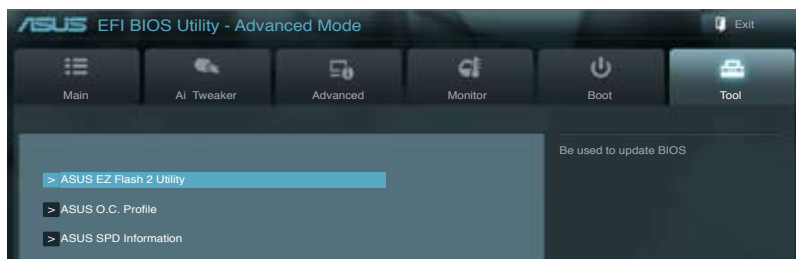 ASUS EFI BIOS Utility - Advanced Mode
Exit
Main
Ai Tweaker
Advanced
Monitor
Boot
Tool
Be used to update BIOS
> ASUS EZ Flash 2 Utility
> ASUS O.C. Profile
> ASUS SPD Information